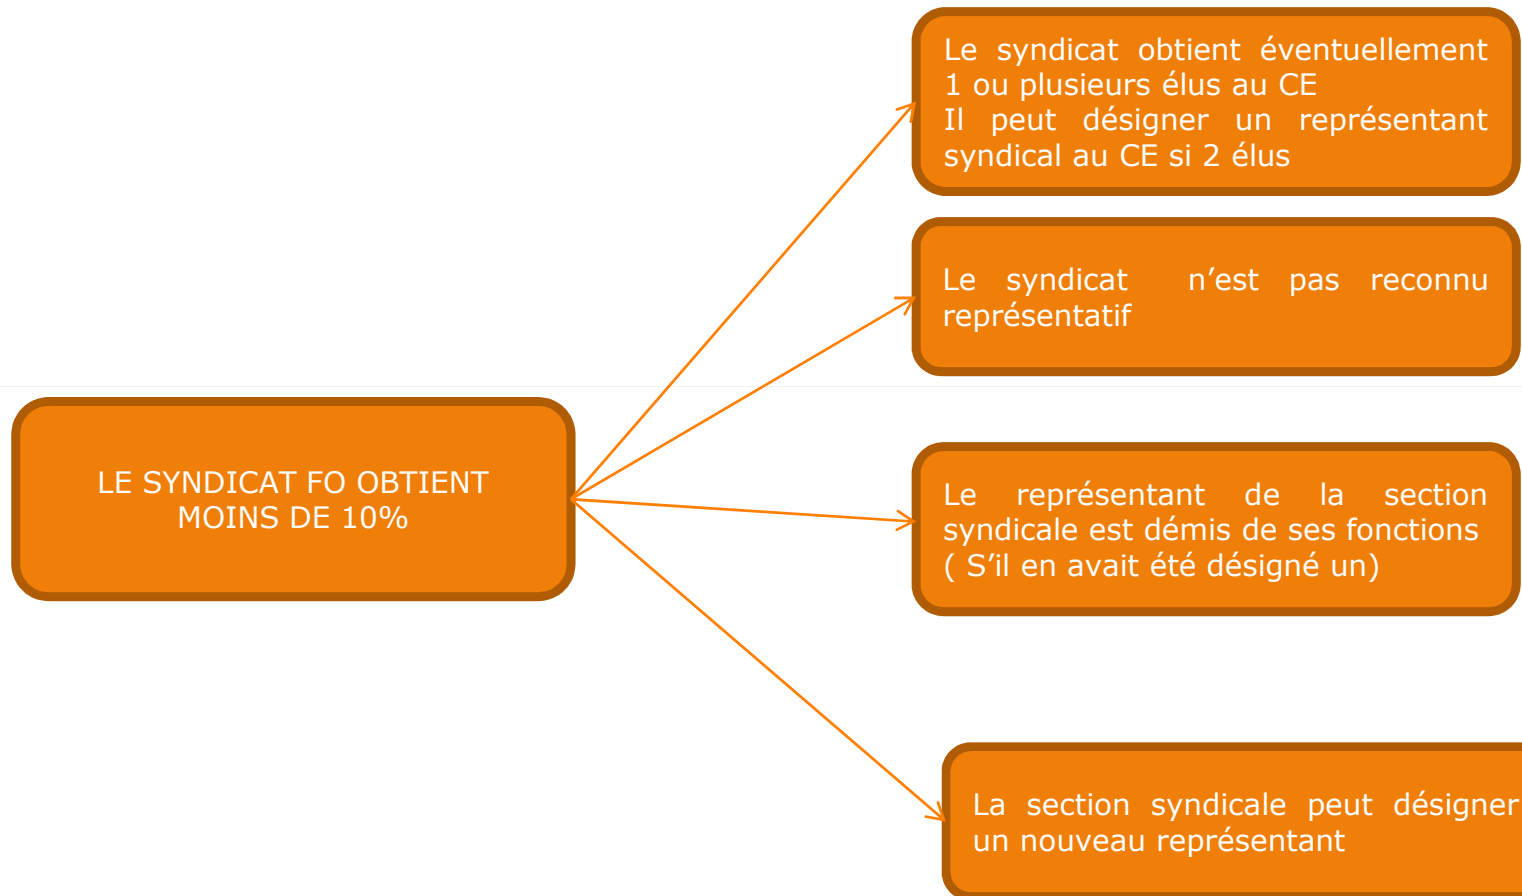 Le syndicat obtient éventuellement
1 ou plusieurs élus au CE
Il peut désigner un représentant
syndical au CE si 2 élus
Le syndicat n’est pas reconnu
représentatif
LE SYNDICAT FO OBTIENT
MOINS DE 10%
Le représentant de la section
syndicale est démis de ses fonctions
( S’il en avait été désigné un)
La section syndicale peut désigner
un nouveau représentant